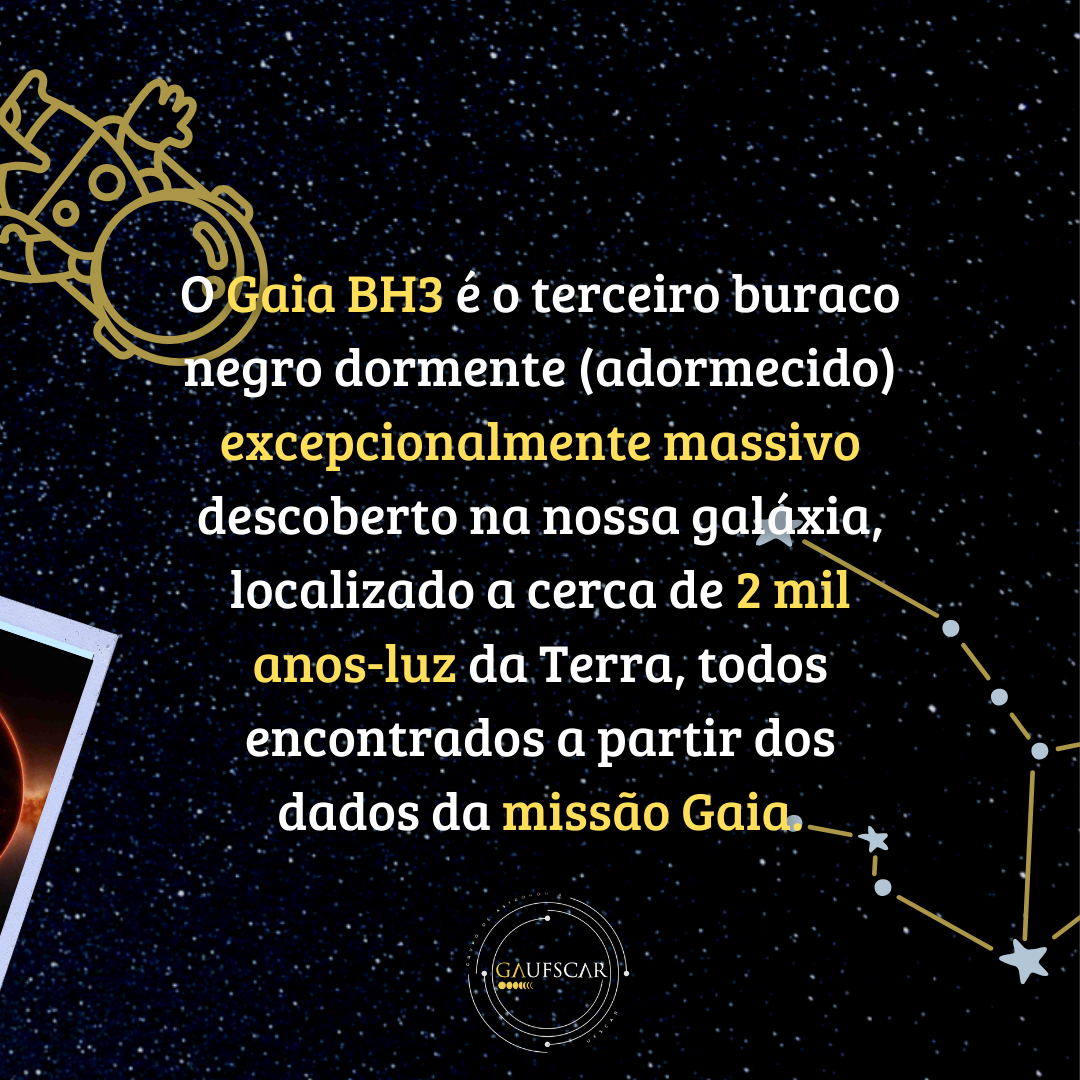 O Gaia BH3 é o terceiro buraco
negro dormente (adormecido)
excepcionalmente massivo
descoberto na nossa galáxia,
localizado a cerca de 2 mil
anos-luz da Terra, todos
encontrados a partir dos
dados da missão Gaia.
GAUFSCAR